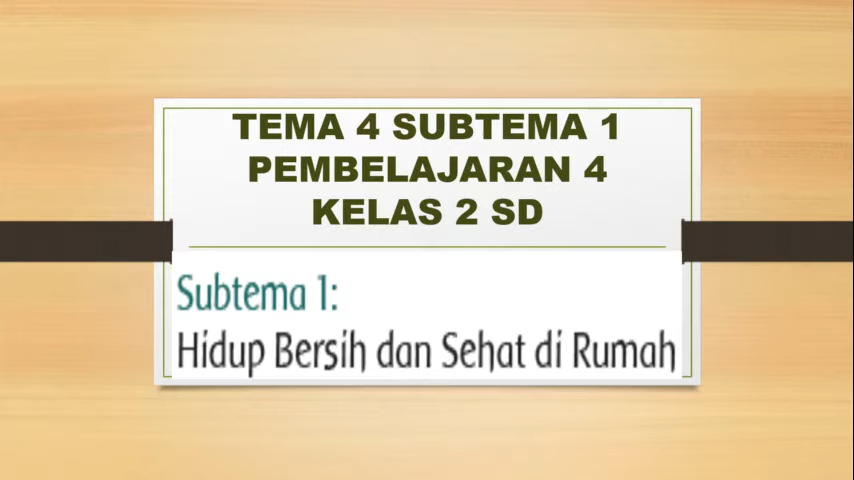 TEMA 4 SUBTEMA 1
PEMBELAJARAN 4
KELAS 2 SD
Subtema 1:
Hidup Bersih dan Sehat di Rumah